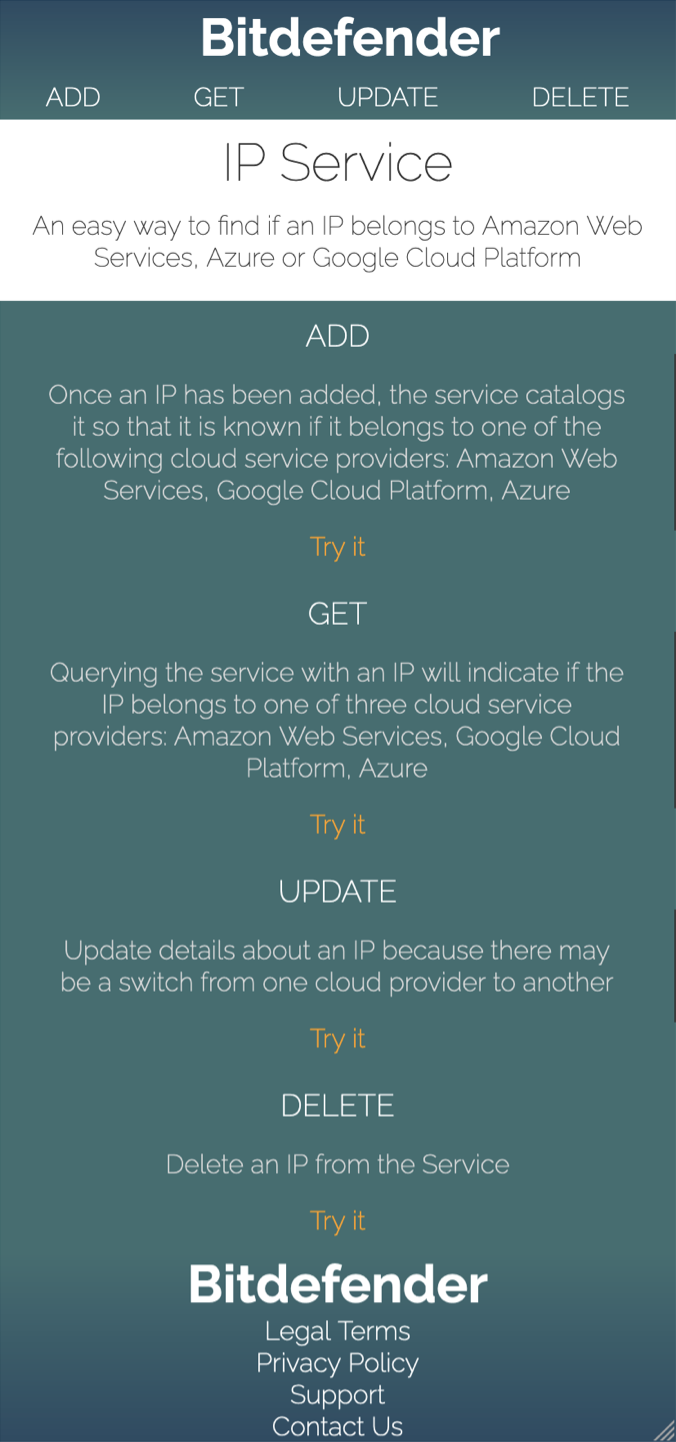 Bitdefender
ADD GET UPDATE DELETE
IP Service
An easy way to find if an IP belongs to Amazon Web
Services, Azure or Google Cloud Platform
ADD
Once an IP has been added, the service catalogs
it so that it is known if it belongs to one of the
following cloud service providers: Amazon Web
Services, Google Cloud Platform, Azure
Try it
GET
Querying the service with an IP will indicate if the
IP belongs to one of three cloud service
providers: Amazon Web Services, Google Cloud
Platform, Azure
Try it
UPDATE
Update details about an IP because there may
be a switch from one cloud provider to another
Try it
DELETE
Delete an IP from the Service
Try it
Bitdefender
Legal Terms
Privacy Policy
Support
Contact Us